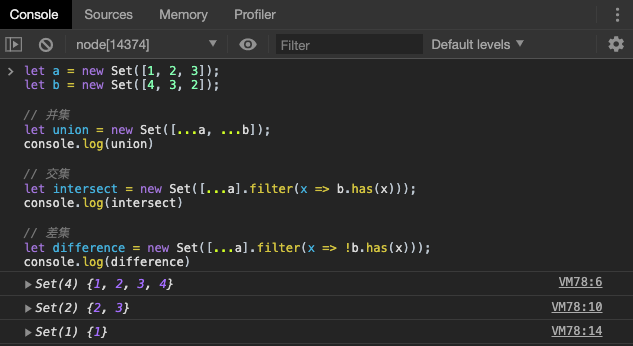 Console Sources Memory Profiler
node[14374] Filter Default levels
let a = new Set([1, 2, 3]);
let b = new Set([4, 3, 2]);
// 并集
let union = new Set([...a, ...b]);
console.log(union)
// 交集
let intersect = new Set([...a].filter(x => b.has(x)));
console.log(intersect)
// 差集
let difference = new Set([...a].filter(x => !b.has(x)));
console.log(difference)
Set(4) {1, 2, 3, 4} VM78:6
Set(2) {2, 3} VM78:10
Set(1) {1} VM78:14